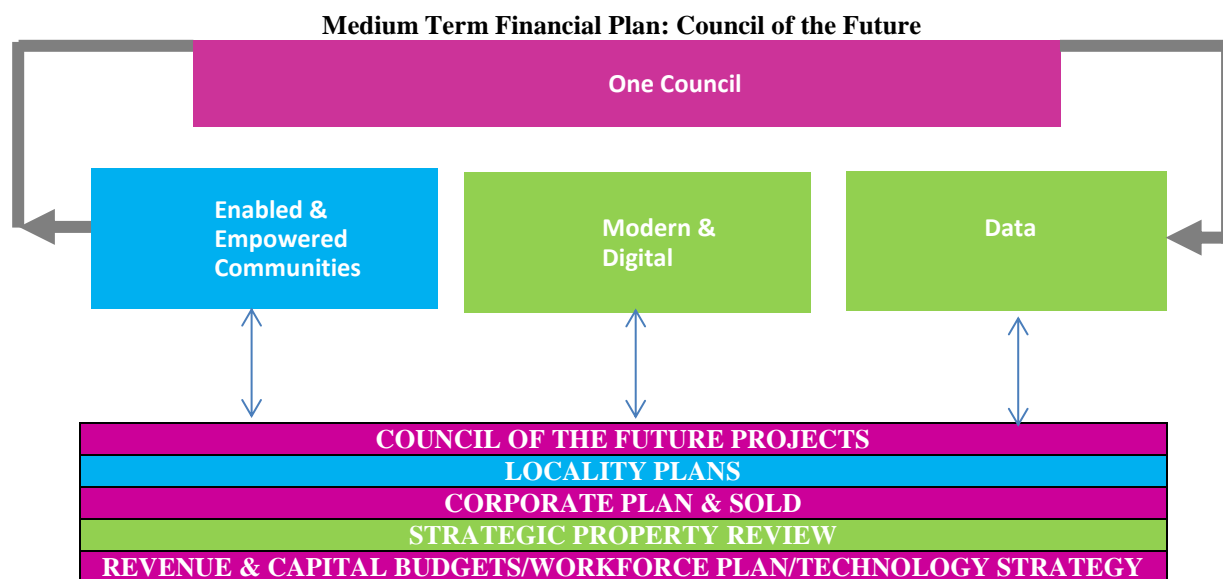 Medium Term Financial Plan: Council of the Future
One Council
Enabled &
Empowered
Communities
Modern &
Digital
Data
COUNCIL OF THE FUTURE PROJECTS
LOCALITY PLANS
CORPORATE PLAN & SOLD
STRATEGIC PROPERTY REVIEW
REVENUE & CAPITAL BUDGETS/WORKFORCE PLAN/TECHNOLOGY STRATEGY